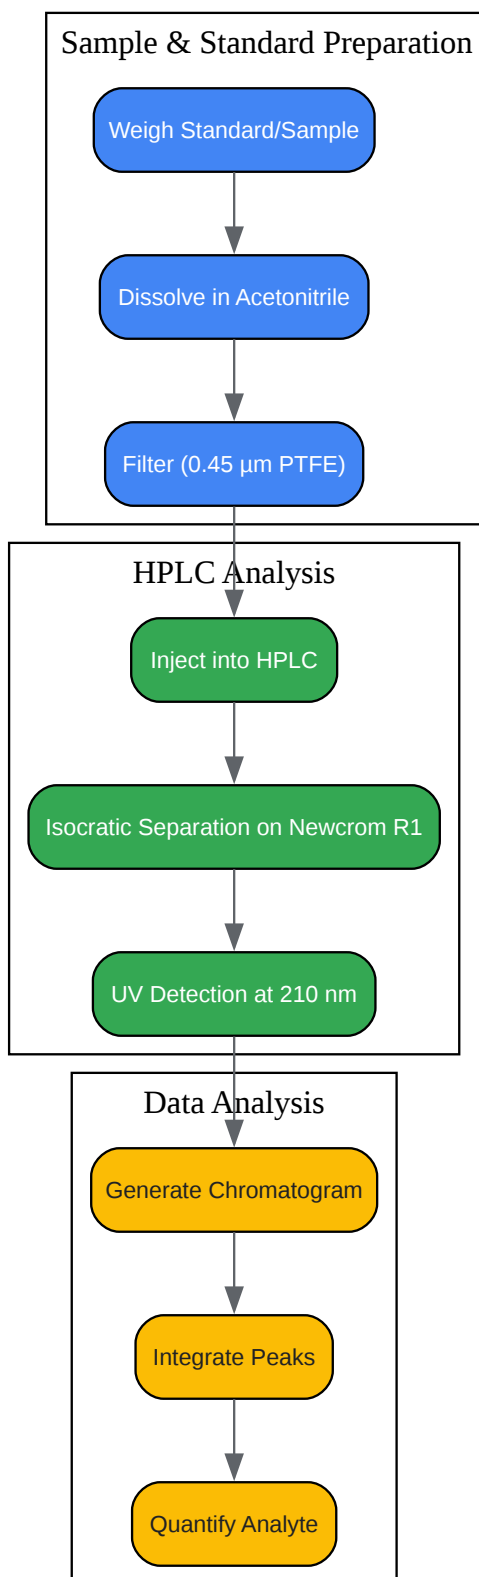 Sample & Standard Preparation
Weigh Standard/Sample
Dissolve in Acetonitrile
Filter (0.45 µm PTFE)
HPLC Analysis
Inject into HPLC
Isocratic Separation on Newcrom R1
UV Detection at 210 nm
Data Analysis
Generate Chromatogram
Integrate Peaks
Quantify Analyte